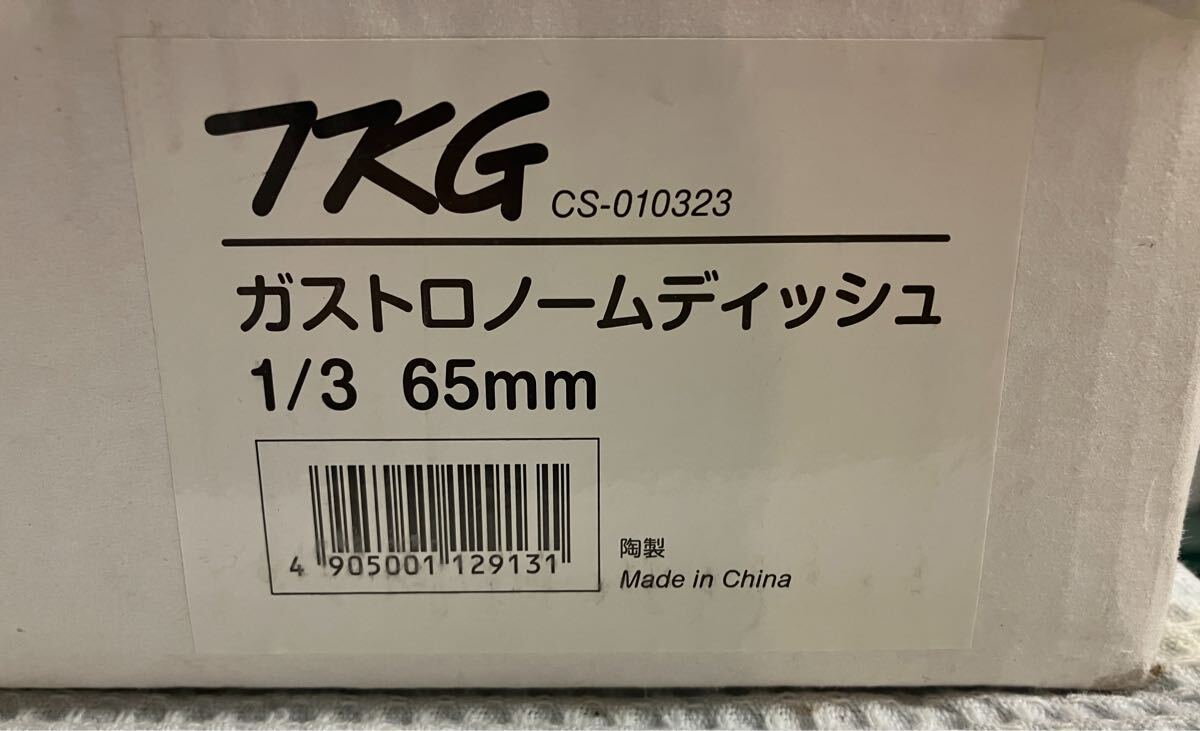 TKG CS-010323
ガストロノームディッシュ
1/3 65mm
4 905001 129131
陶製
Made in China